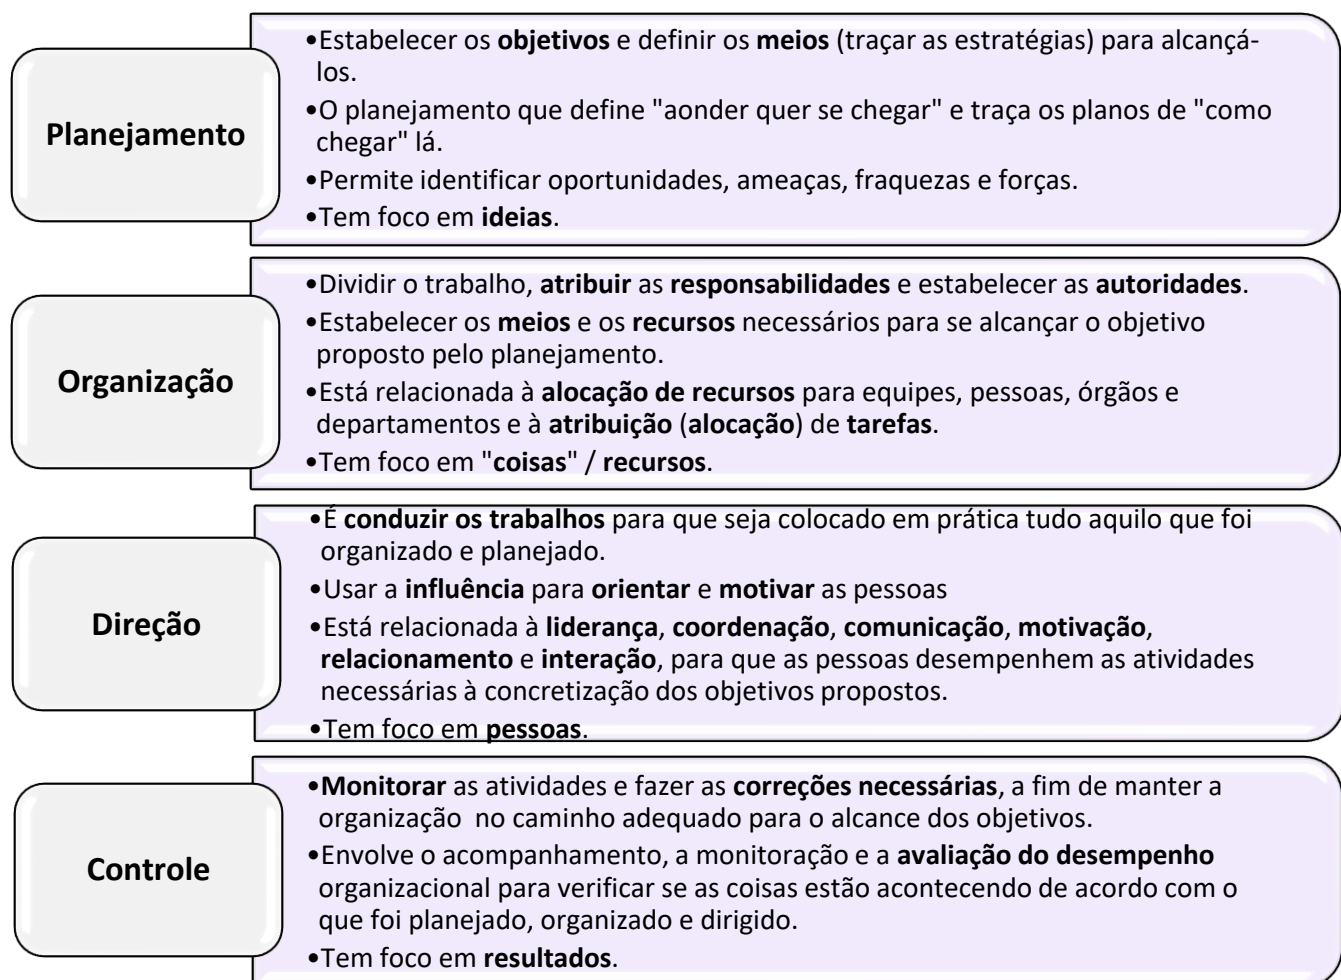 Planejamento
•Estabelecer os objetivos e definir os meios (traçar as estratégias) para alcançá-
los.
•O planejamento que define "aonder quer se chegar" e traça os planos de "como
chegar" lá.
•Permite identificar oportunidades, ameaças, fraquezas e forças.
•Tem foco em ideias.
Organização
•Dividir o trabalho, atribuir as responsabilidades e estabelecer as autoridades.
•Estabelecer os meios e os recursos necessários para se alcançar o objetivo
proposto pelo planejamento.
•Está relacionada à alocação de recursos para equipes, pessoas, órgãos e
departamentos e à atribuição (alocação) de tarefas.
•Tem foco em "coisas" / recursos.
Direção
•É conduzir os trabalhos para que seja colocado em prática tudo aquilo que foi
organizado e planejado.
•Usar a influência para orientar e motivar as pessoas
•Está relacionada à liderança, coordenação, comunicação, motivação,
relacionamento e interação, para que as pessoas desempenhem as atividades
necessárias à concretização dos objetivos propostos.
•Tem foco em pessoas.
Controle
•Monitorar as atividades e fazer as correções necessárias, a fim de manter a
organização no caminho adequado para o alcance dos objetivos.
•Envolve o acompanhamento, a monitoração e a avaliação do desempenho
organizacional para verificar se as coisas estão acontecendo de acordo com o
que foi planejado, organizado e dirigido.
•Tem foco em resultados.